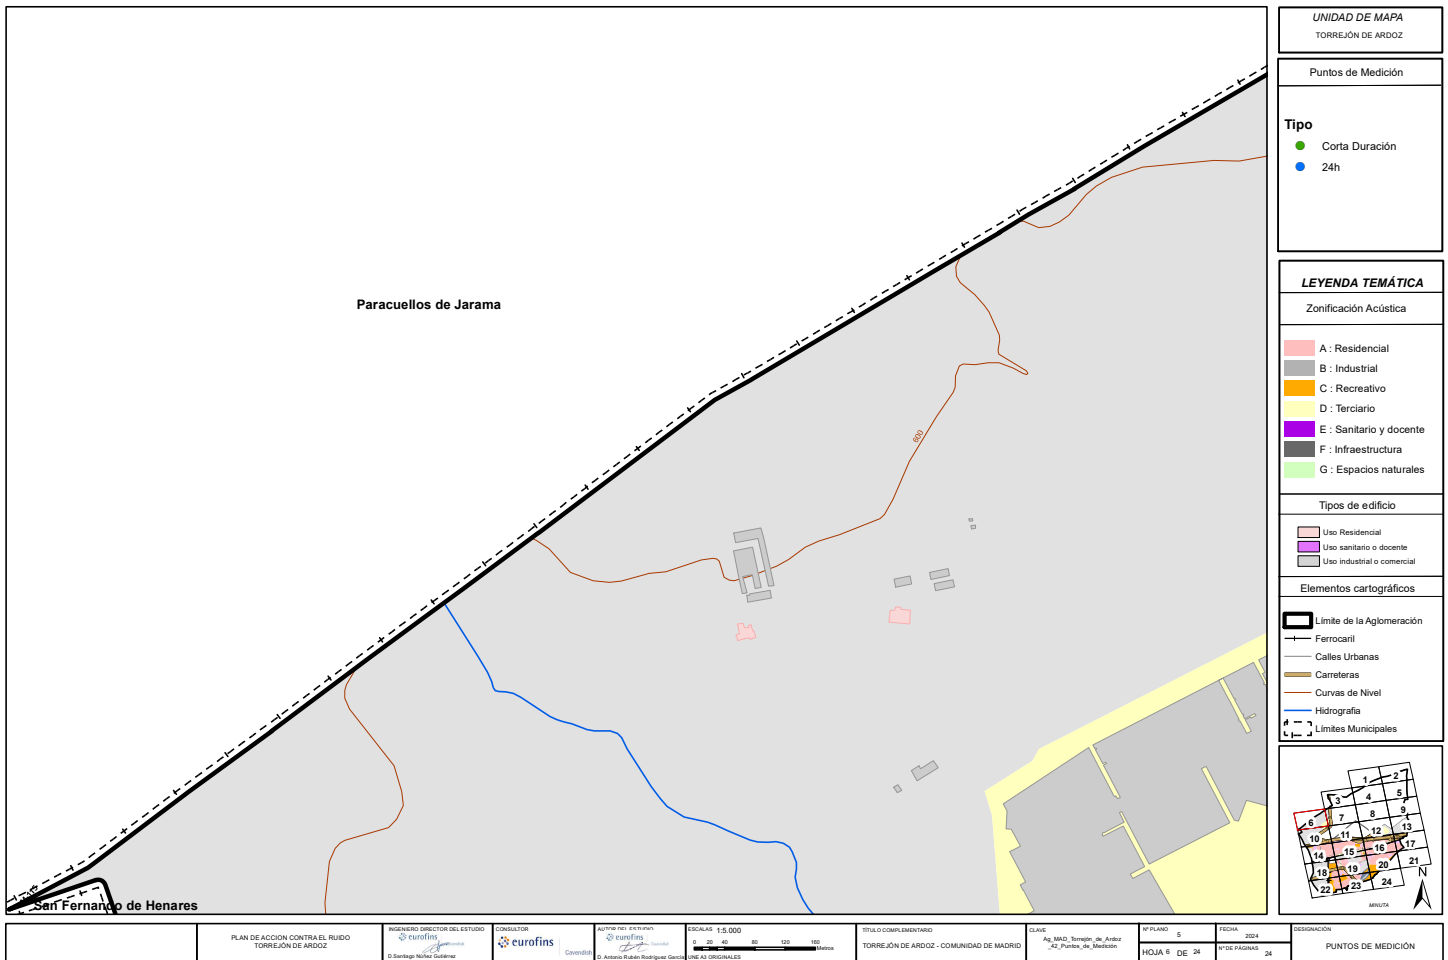 UNIDAD DE MAPA
TORREJÓN DE ARDOZ
Puntos de Medición
Tipo
Corta Duración
24h
LEYENDA TEMÁTICA
Zonificación Acústica
A : Residencial
B : Industrial
C : Recreativo
D : Terciario
E : Sanitario y docente
F : Infraestructura
G : Espacios naturales
Tipos de edificio
Uso Residencial
Uso sanitario o docente
Uso industrial o comercial
Elementos cartográficos
Límite de la Aglomeración
Ferrocaril
Calles Urbanas
Carreteras
Curvas de Nivel
Hidrografia
Límites Municipales
Paracuellos de Jarama
600
San Fernando de Henares
1
2
3
4
5
6
7
8
9
10
11
12
13
14
15
16
17
18
19
20
21
22
23
24
N
MINUTA
PLAN DE ACCION CONTRA EL RUIDO
TORREJÓN DE ARDOZ
INGENIERO DIRECTOR DEL ESTUDIO
eurofins
D.Santiago Núñez Gutiérrez
CONSULTOR
eurofins
Cavendish
AUTOR DEL ESTUDIO
eurofins
Cavendish
D. Antonio Rubén Rodríguez García
ESCALAS 1:5.000
0 20 40 80 120 160
Metros
UNE A3 ORIGINALES
TÍTULO COMPLEMENTARIO
TORREJÓN DE ARDOZ - COMUNIDAD DE MADRID
CLAVE
Ag_MAD_Torrejón_de_Ardoz
_42_Puntos_de_Medición
Nº PLANO
5
HOJA 6 DE 24
FECHA
2024
Nº DE PÁGINAS
24
DESIGNACIÓN
PUNTOS DE MEDICIÓN